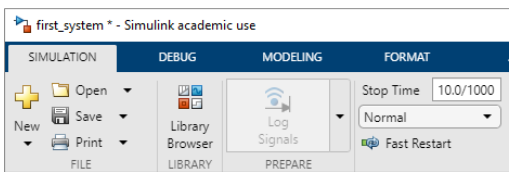 first_system * - Simulink academic use
SIMULATION DEBUG MODELING FORMAT
New
Open
Save
Print
FILE
Library
Browser
LIBRARY
Log
Signals
PREPARE
Stop Time 10.0/1000
Normal
Fast Restart